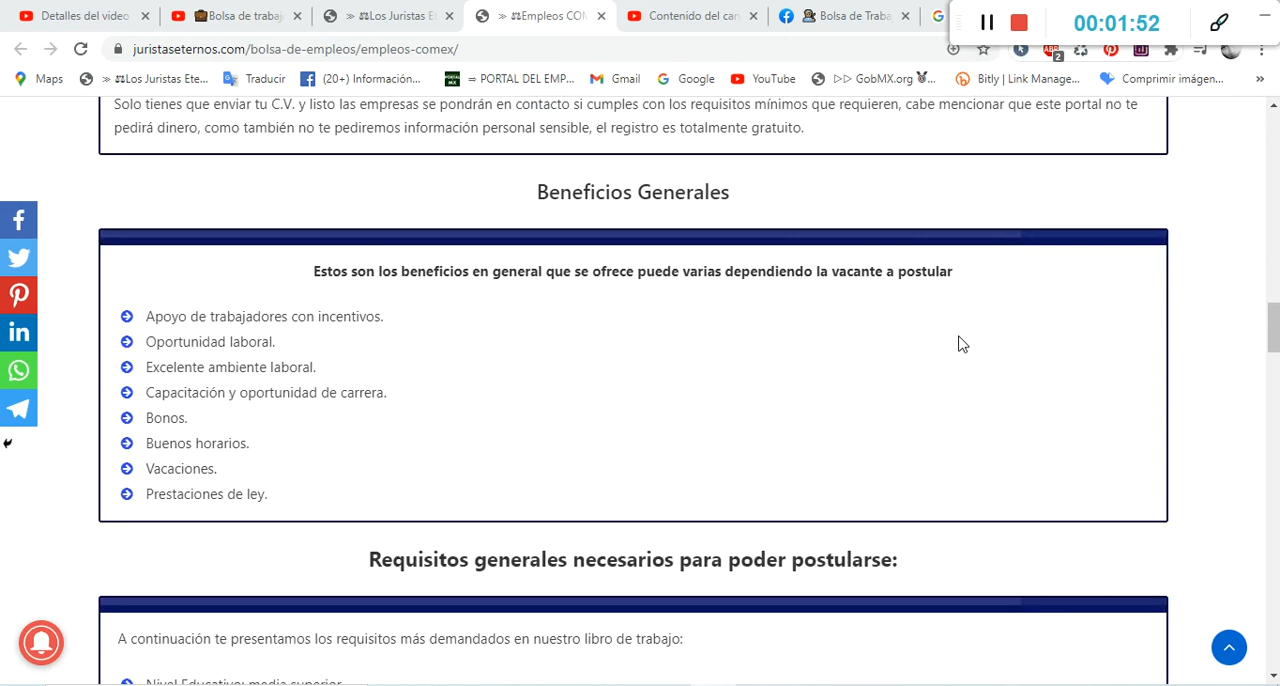 Detalles del video
Bolsa de trabaj
» Los Juristas E
» Empleos CO
Contenido del can
Bolsa de Traba
00:01:52
juristaseternos.com/bolsa-de-empleos/empleos-comex/
Maps
» Los Juristas Ete...
Traducir
(20+) Información...
⇒ PORTAL DEL EMP...
Gmail
Google
YouTube
▷▷ GobMX.org
Bitly | Link Manage...
Comprimir imágen...
»
Solo tienes que enviar tu C.V. y listo las empresas se pondrán en contacto si cumples con los requisitos mínimos que requieren, cabe mencionar que este portal no te
pedirá dinero, como también no te pediremos información personal sensible, el registro es totalmente gratuito.
Beneficios Generales
Estos son los beneficios en general que se ofrece puede varias dependiendo la vacante a postular
Apoyo de trabajadores con incentivos.
Oportunidad laboral.
Excelente ambiente laboral.
Capacitación y oportunidad de carrera.
Bonos.
Buenos horarios.
Vacaciones.
Prestaciones de ley.
Requisitos generales necesarios para poder postularse:
A continuación te presentamos los requisitos más demandados en nuestro libro de trabajo:
Nivel Educativo: media superior